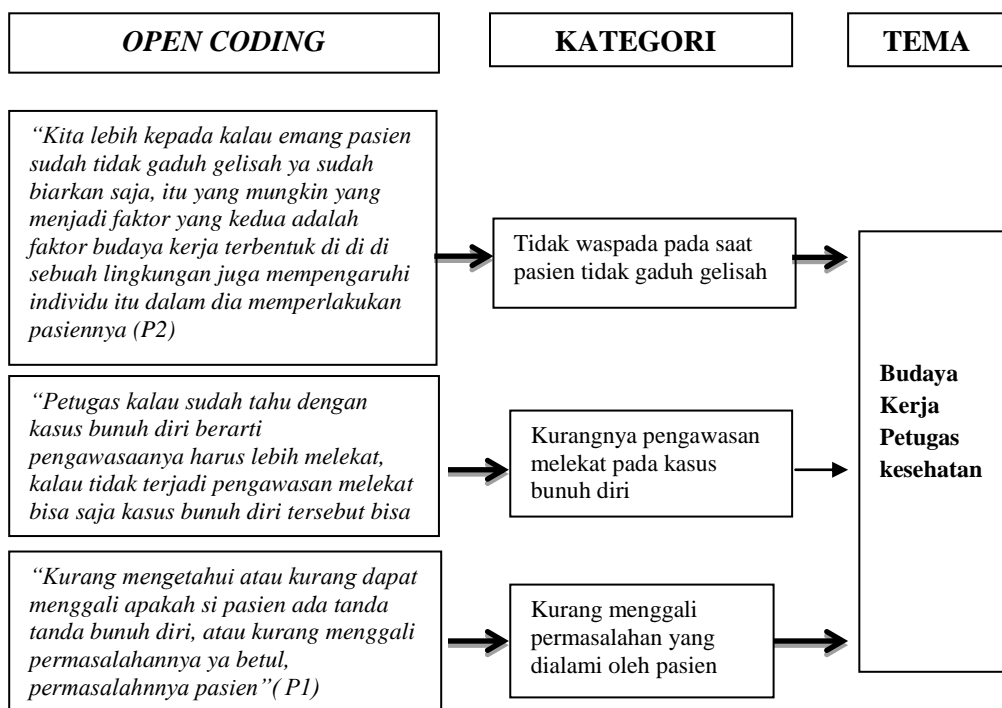 OPEN CODING
KATEGORI
TEMA
“Kita lebih kepada kalau emang pasien
sudah tidak gaduh gelisah ya sudah
biarkan saja, itu yang mungkin yang
menjadi faktor yang kedua adalah
faktor budaya kerja terbentuk di di di
sebuah lingkungan juga mempengaruhi
individu itu dalam dia memperlakukan
pasiennya (P2)
Tidak waspada pada saat
pasien tidak gaduh gelisah
“Petugas kalau sudah tahu dengan
kasus bunuh diri berarti
pengawasaanya harus lebih melekat,
kalau tidak terjadi pengawasan melekat
bisa saja kasus bunuh diri tersebut bisa
Kurangnya pengawasan
melekat pada kasus
bunuh diri
“Kurang mengetahui atau kurang dapat
menggali apakah si pasien ada tanda
tanda bunuh diri, atau kurang menggali
permasalahannya ya betul,
permasalahnnya pasien”( P1)
Kurang menggali
permasalahan yang
dialami oleh pasien
Budaya
Kerja
Petugas
kesehatan